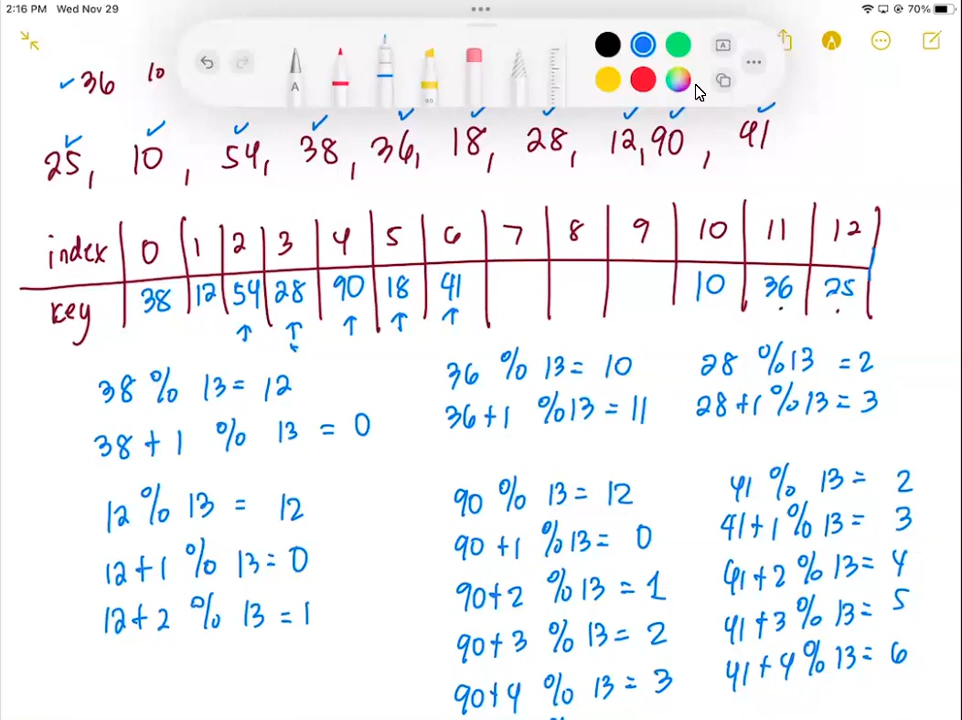 2:16 PM Wed Nov 29 70%
36 10
25, 10, 54, 38, 36, 18, 28, 12, 90, 41
index 0 1 2 3 4 5 6 7 8 9 10 11 12
key 38 12 54 28 90 18 41 10 36 25
38 % 13 = 12
38 + 1 % 13 = 0
12 % 13 = 12
12+1 % 13 = 0
12+2 % 13 = 1
36 % 13 = 10
36+1 % 13 = 11
90 % 13 = 12
90 +1 % 13 = 0
90+2 % 13 = 1
90+3 % 13 = 2
90+4 % 13 = 3
28 % 13 = 2
28+1 % 13 = 3
41 % 13 = 2
41+1 % 13 = 3
41+2 % 13 = 4
41+3 % 13 = 5
41+4 % 13 = 6